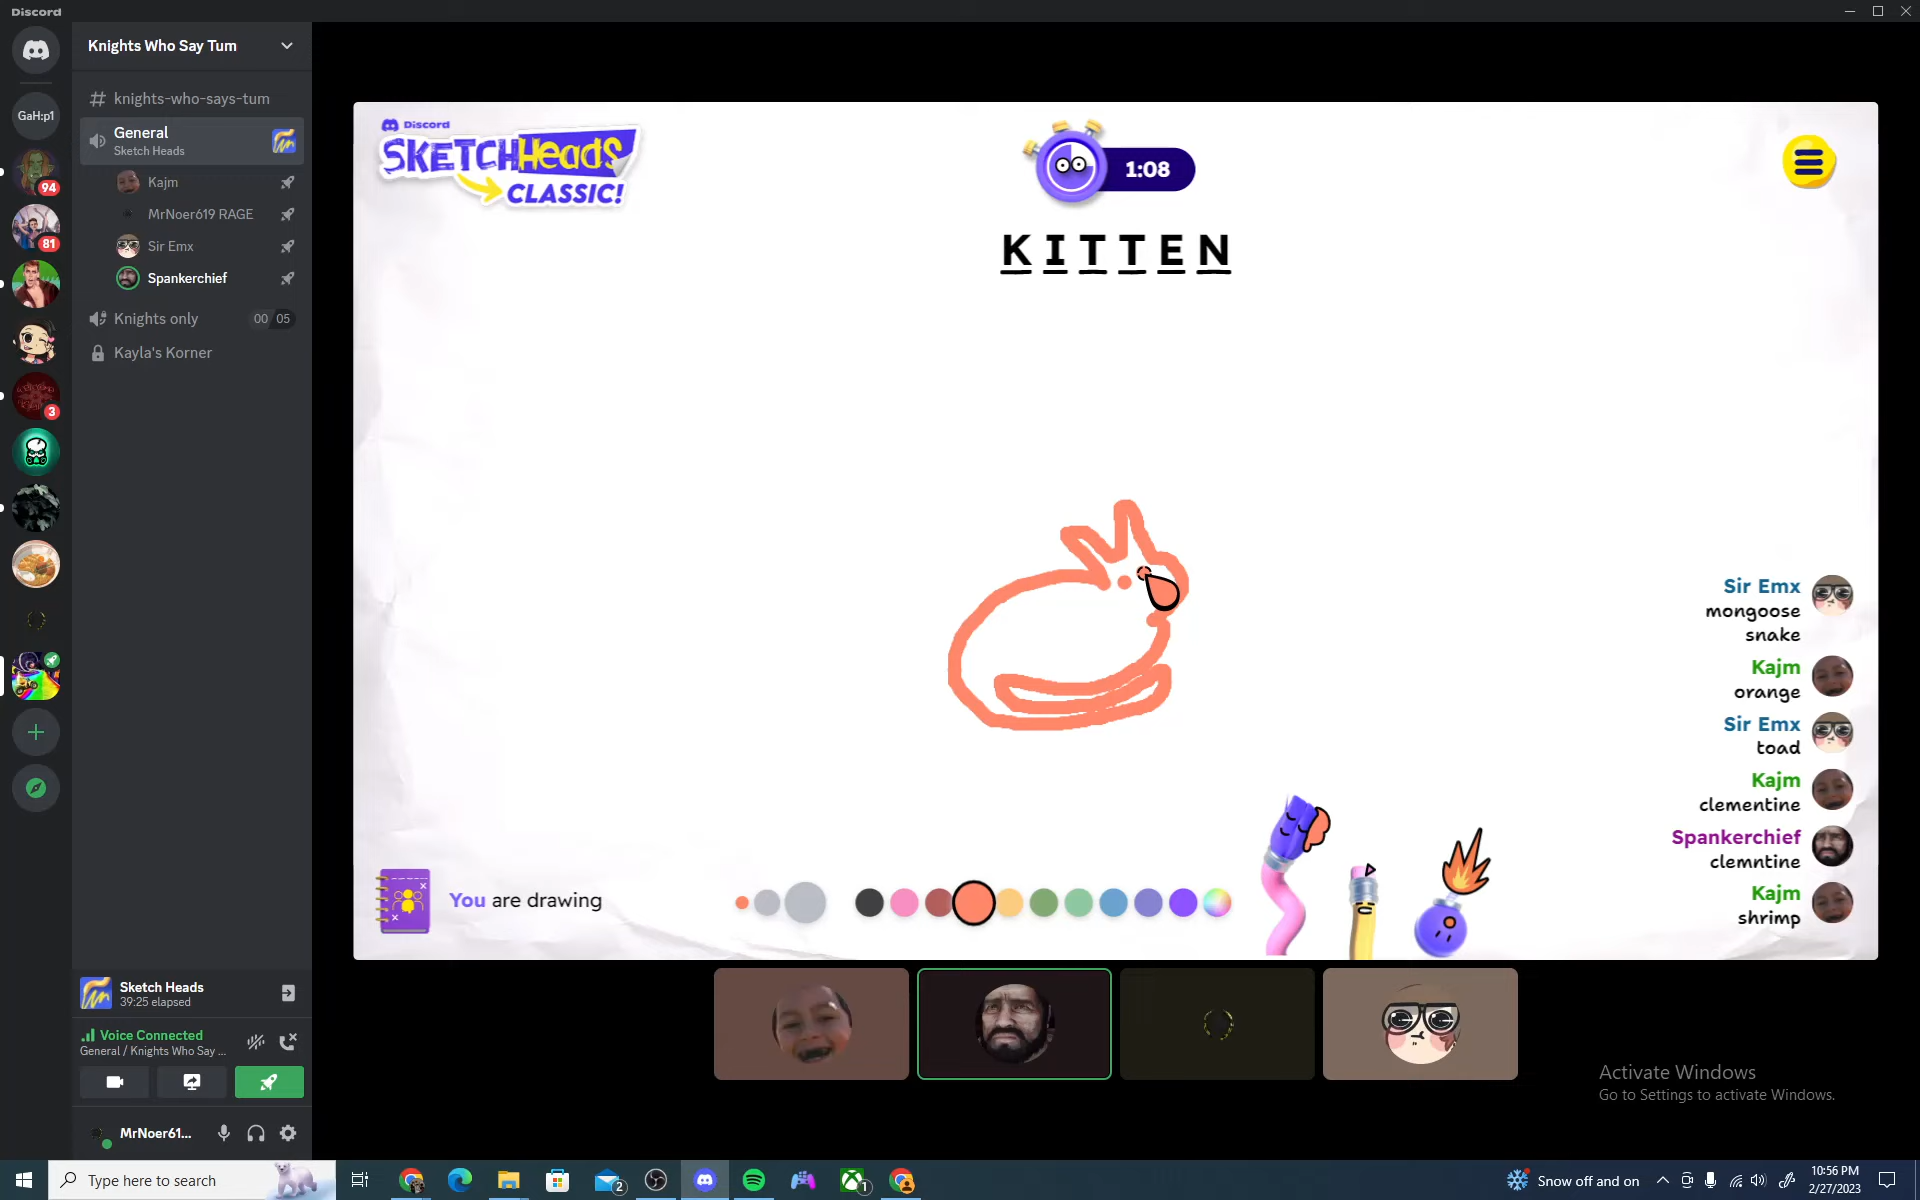 Discord
Knights Who Say Tum
knights-who-says-tum
General
Sketch Heads
Kajm
MrNoer619 RAGE
Sir Emx
Spankerchief
Knights only
00 05
Kayla's Korner
GaH:p1
94
81
3
Discord
SKETCHHeadS
CLASSIC!
1:08
KITTEN
Sir Emx
mongoose
snake
Kajm
orange
Sir Emx
toad
Kajm
clementine
Spankerchief
clemntine
Kajm
shrimp
You are drawing
Sketch Heads
39:25 elapsed
Voice Connected
General / Knights Who Say ...
MrNoer61...
Activate Windows
Go to Settings to activate Windows.
Type here to search
2
1
Snow off and on
10:56 PM
2/27/2023